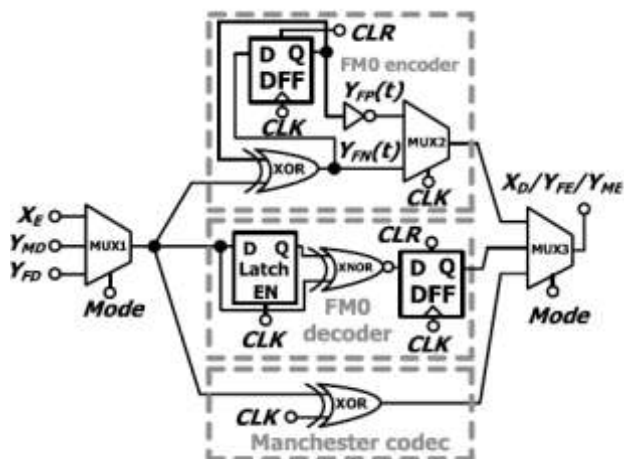 CLR
D Q
DFF
CLK
FM0 encoder
Y_FP(t)
MUX2
XOR
Y_FN(t)
CLK
X_E
Y_MD
Y_FD
MUX1
Mode
X_D/Y_FE/Y_ME
MUX3
Mode
D Q
Latch
EN
CLK
XNOR
CLR
D Q
DFF
CLK
FM0
decoder
XOR
CLK
Manchester codec